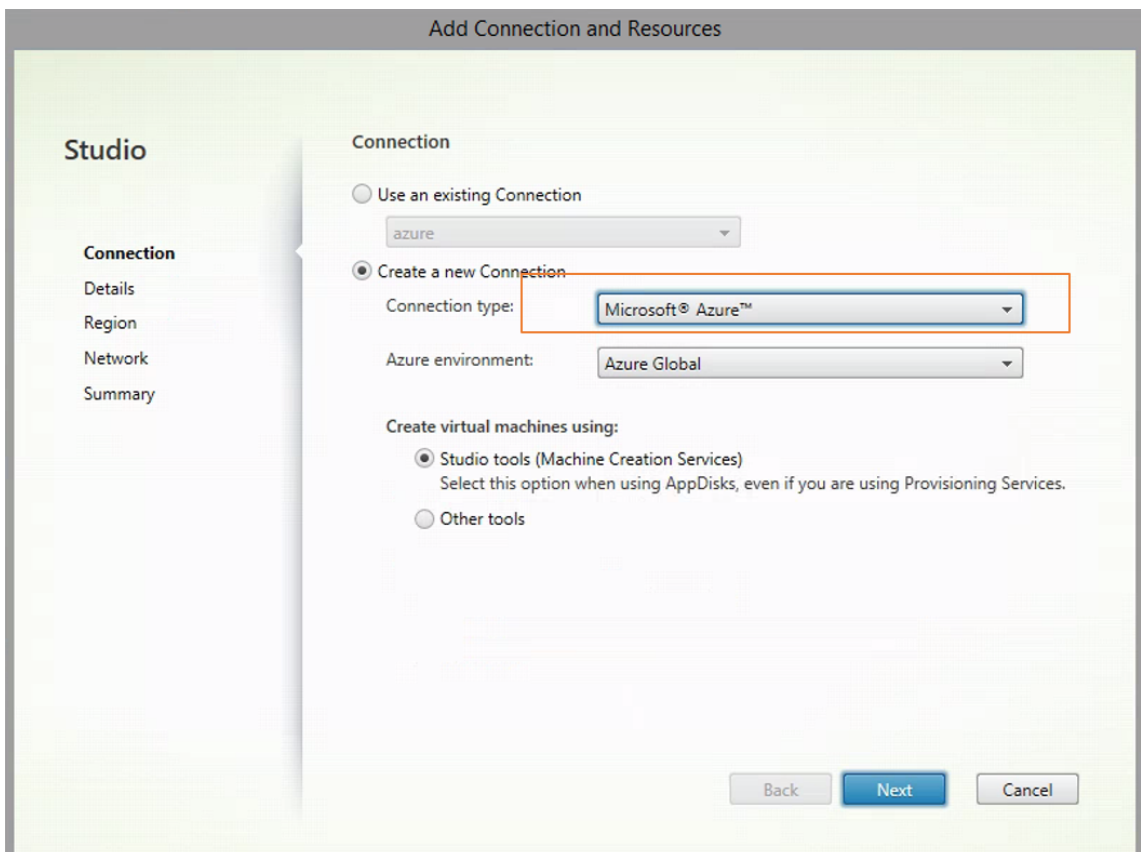 Add Connection and Resources
Studio
Connection
Details
Region
Network
Summary
Connection
Use an existing Connection
azure
Create a new Connection
Connection type:
Microsoft® Azure™
Azure environment:
Azure Global
Create virtual machines using:
Studio tools (Machine Creation Services)
Select this option when using AppDisks, even if you are using Provisioning Services.
Other tools
Back
Next
Cancel